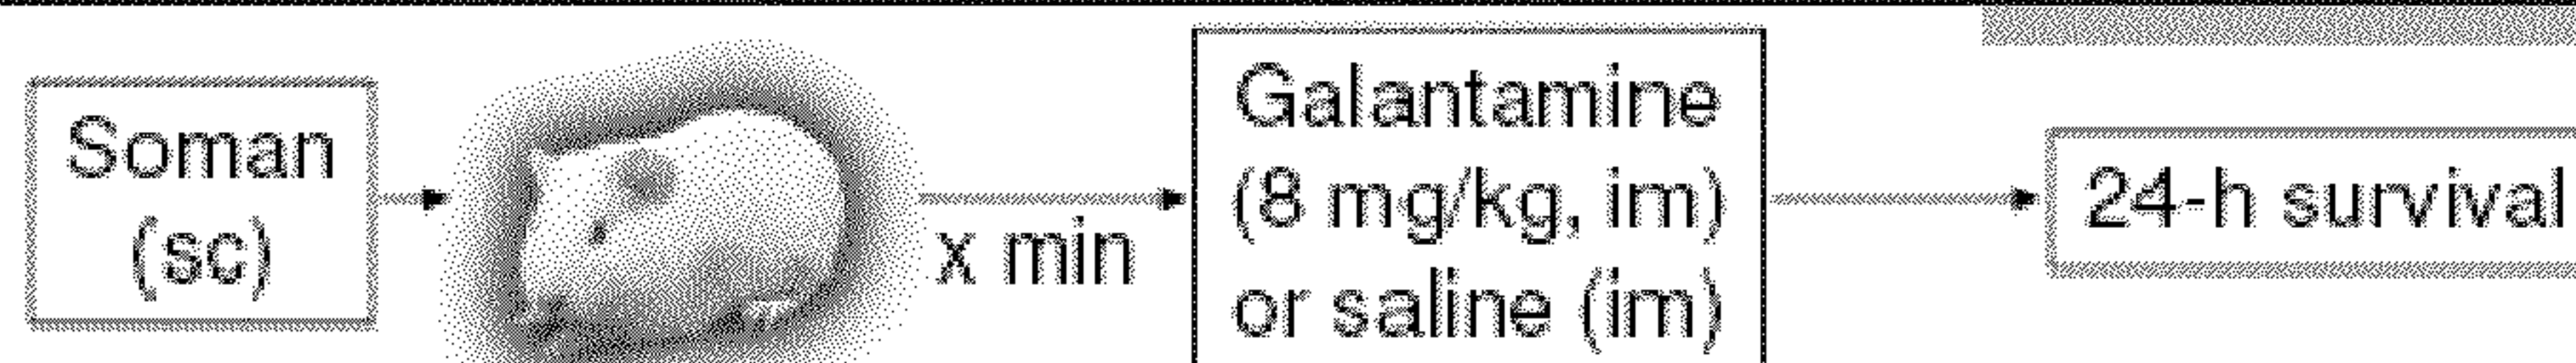 Soman
(sc)
x min
Galantamine
(8 mg/kg, im)
or saline (im)
24-h survival